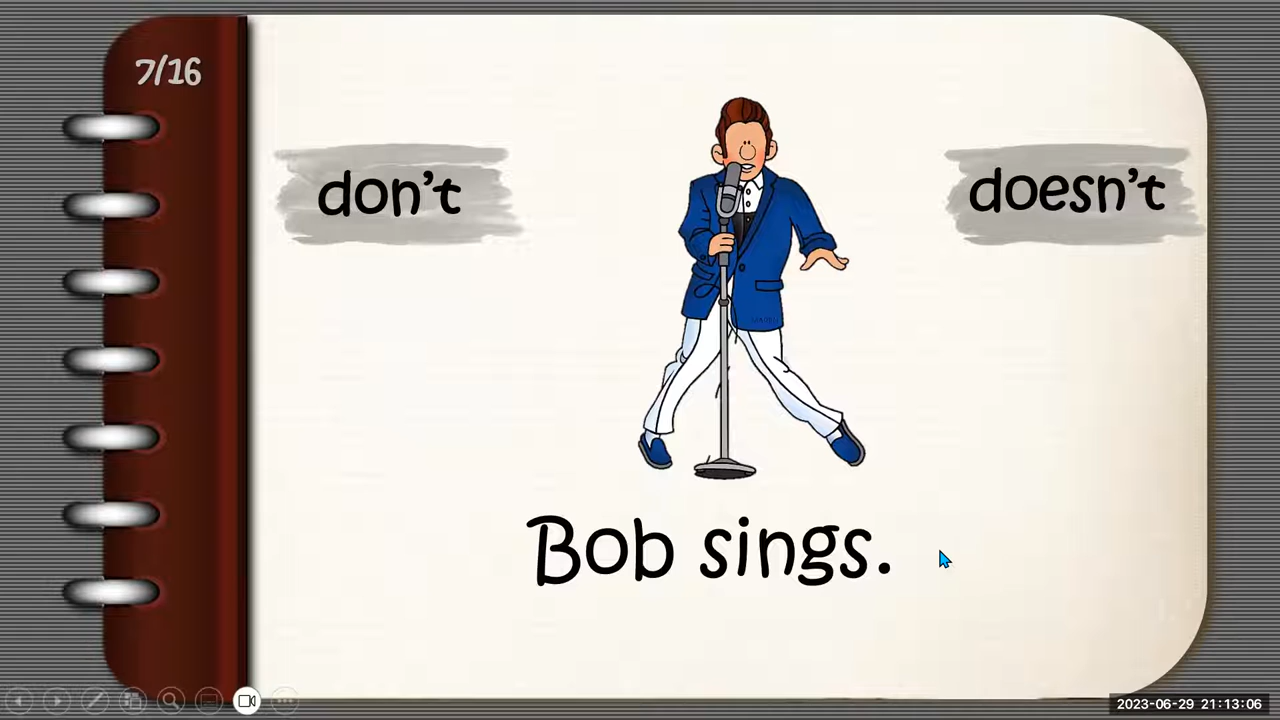 7/16
don't
doesn't
Bob sings.
2023-06-29 21:13:06